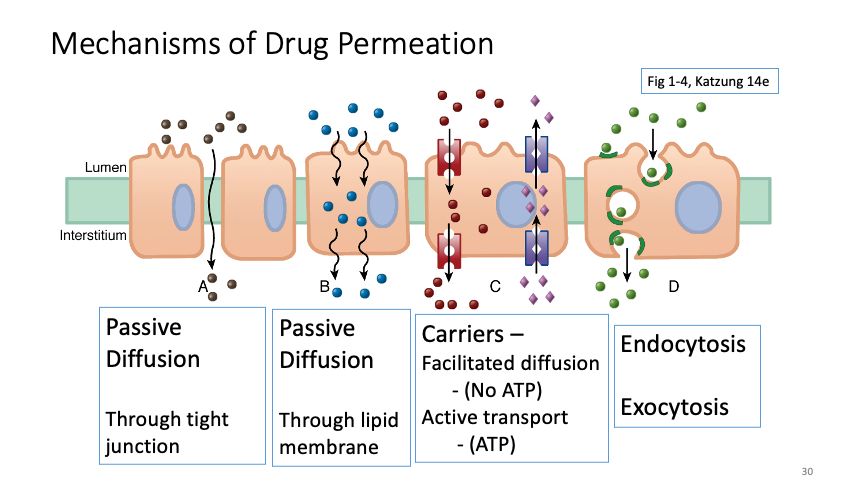 Mechanisms of Drug Permeation
Fig 1-4, Katzung 14e
Lumen
Interstitium
A
B
C
D
Passive
Diffusion
Through tight
junction
Passive
Diffusion
Through lipid
membrane
Carriers –
Facilitated diffusion
- (No ATP)
Active transport
- (ATP)
Endocytosis
Exocytosis
30